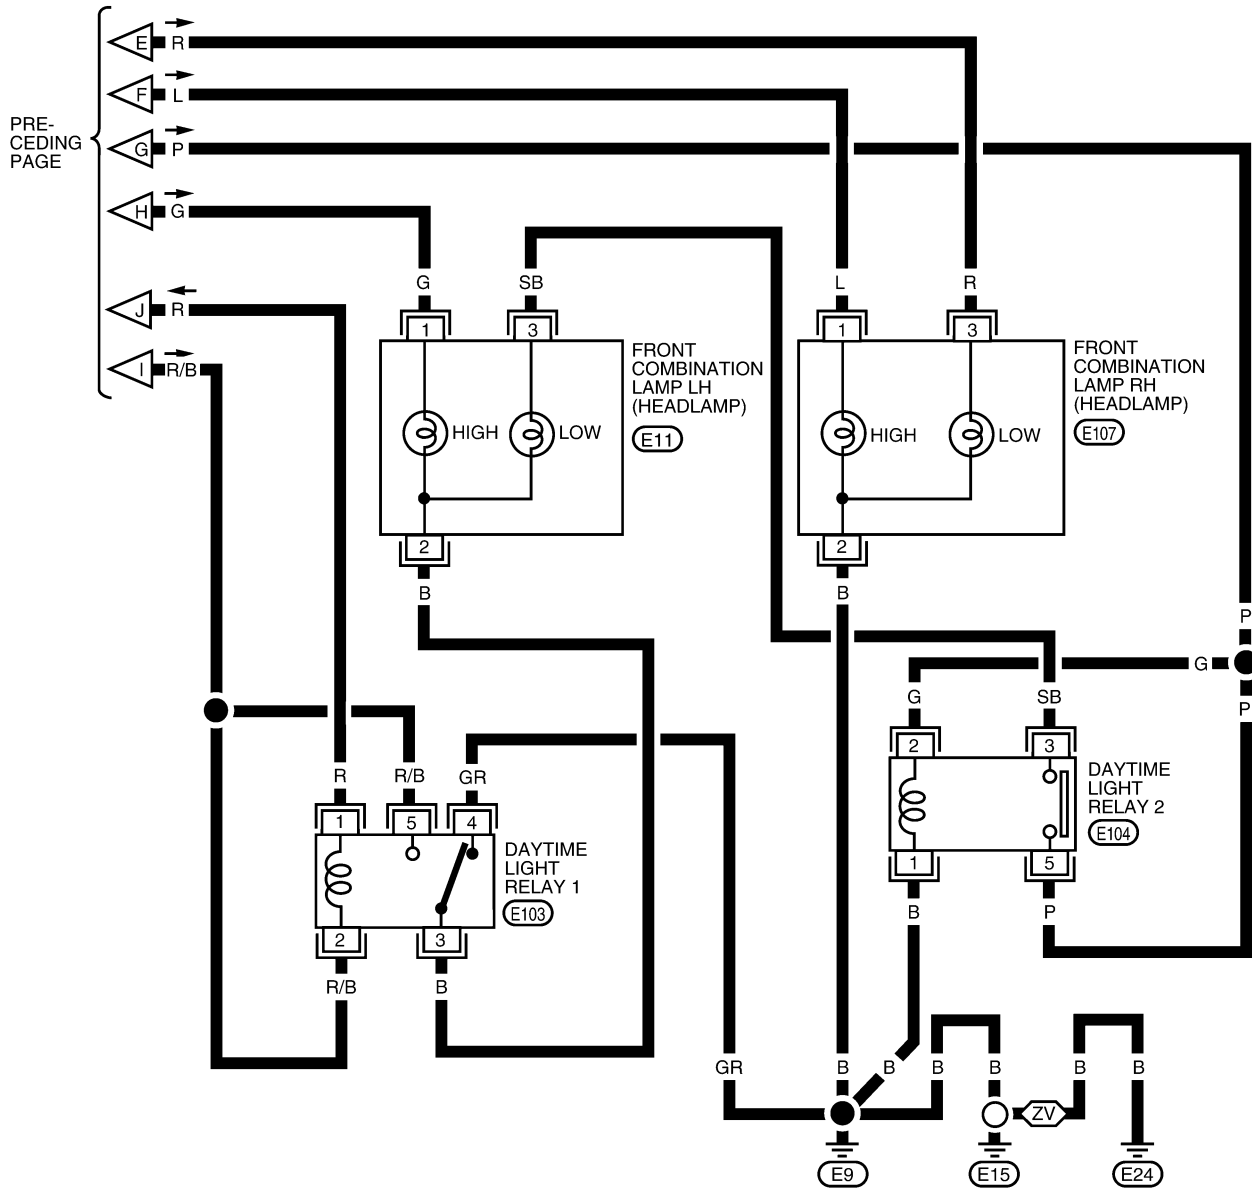 E R
F L
PRE-
CEDING
PAGE
G P
H G
G SB L R
J R
1 3 1 3
FRONT
COMBINATION
LAMP LH
(HEADLAMP)
E11
FRONT
COMBINATION
LAMP RH
(HEADLAMP)
E107
I R/B
HIGH LOW HIGH LOW
2 2
B B
P
G
G SB P
2 3
R R/B GR
DAYTIME
LIGHT
RELAY 2
E104
1 5 4
DAYTIME
LIGHT
RELAY 1
E103
1 5
B P
2 3
R/B B
GR B B B B B B
ZV
E9 E15 E24